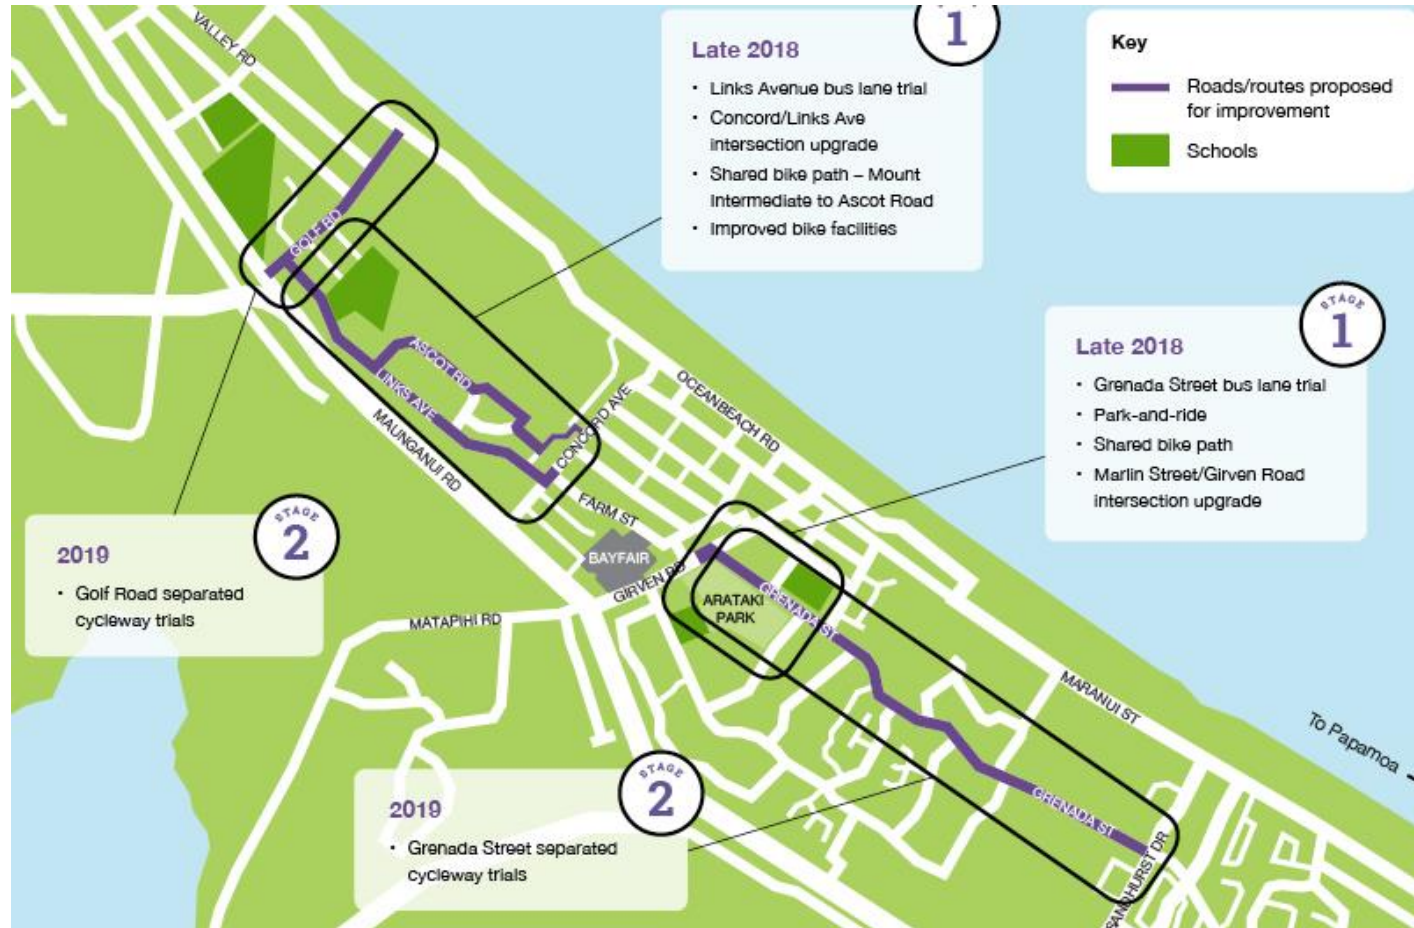 VALLEY RD
1
Late 2018
• Links Avenue bus lane trial
• Concord/Links Ave
intersection upgrade
• Shared bike path – Mount
Intermediate to Ascot Road
• Improved bike facilities
Key
Roads/routes proposed
for improvement
Schools
GOLF RD
ASCOT RD
LINKS AVE
MAUNGANUI RD
CONCORD AVE
OCEANBEACH RD
STAGE
1
Late 2018
• Grenada Street bus lane trial
• Park-and-ride
• Shared bike path
• Marlin Street/Girven Road
intersection upgrade
FARM ST
BAYFAIR
GIRVEN RD
STAGE
2
2019
• Golf Road separated
cycleway trials
MATAPIHI RD
ARATAKI
PARK
GRENADA ST
MARANUI ST
To Papamoa
STAGE
2
2019
• Grenada Street separated
cycleway trials
GRENADA ST
SANDHURST DR